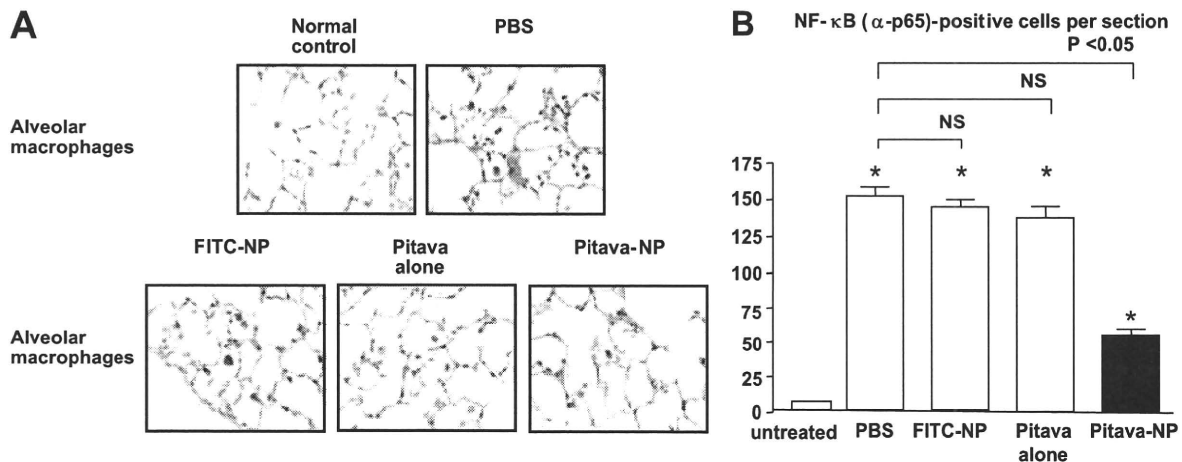 A
Normal
control
PBS
Alveolar
macrophages
FITC-NP
Pitava
alone
Pitava-NP
Alveolar
macrophages
B
NF-κB (α-p65)-positive cells per section
P <0.05
NS
NS
175
150
125
100
75
50
25
0
*
*
*
*
untreated
PBS
FITC-NP
Pitava
alone
Pitava-NP